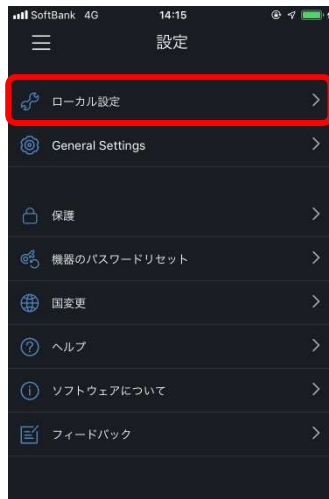 SoftBank 4G 14:15
設定
ローカル設定
General Settings
保護
機器のパスワードリセット
国変更
ヘルプ
ソフトウェアについて
フィードバック